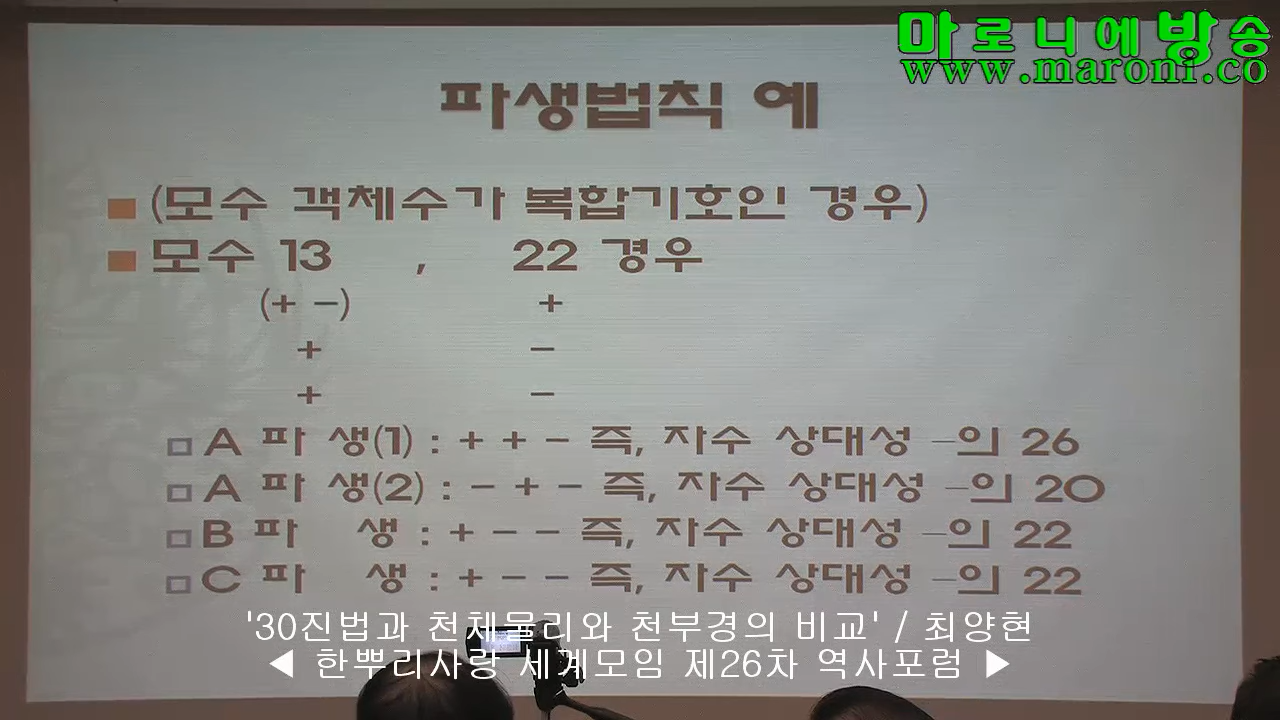 마로니에방송
www.maroni.co
파생법칙 예
(모수 객체수가 복합기호인 경우)
모수 13 , 22 경우
(+ −) +
+ −
+ −
A 파 생(1) : + + − 즉, 자수 상대성 −의 26
A 파 생(2) : − + − 즉, 자수 상대성 −의 20
B 파 생 : + − − 즉, 자수 상대성 −의 22
C 파 생 : + − − 즉, 자수 상대성 −의 22
'30진법과 천체물리와 천부경의 비교' / 최양현
◀ 한뿌리사랑 세계모임 제26차 역사포럼 ▶